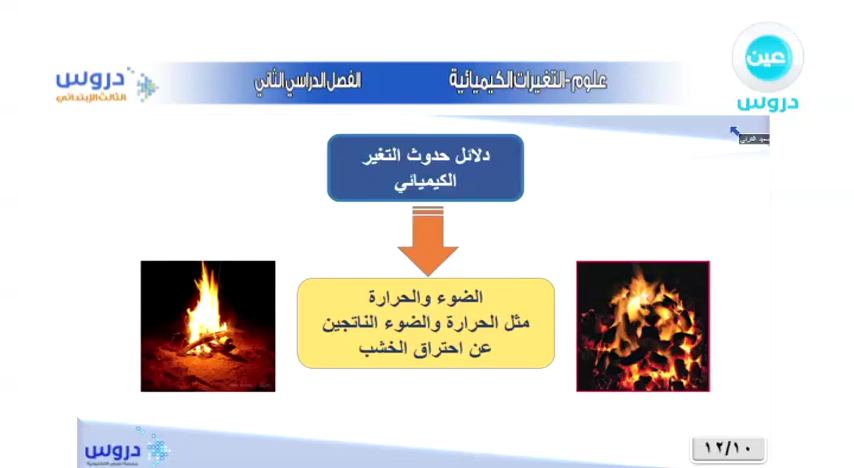 علوم-التغيرات الكيميائية
الفصل الدراسي الثاني
دروس
الثالث الإبتدائي
عين
دروس
دلائل حدوث التغير
الكيميائي
الضوء والحرارة
مثل الحرارة والضوء الناتجين
عن احتراق الخشب
دروس
١٢/١٠